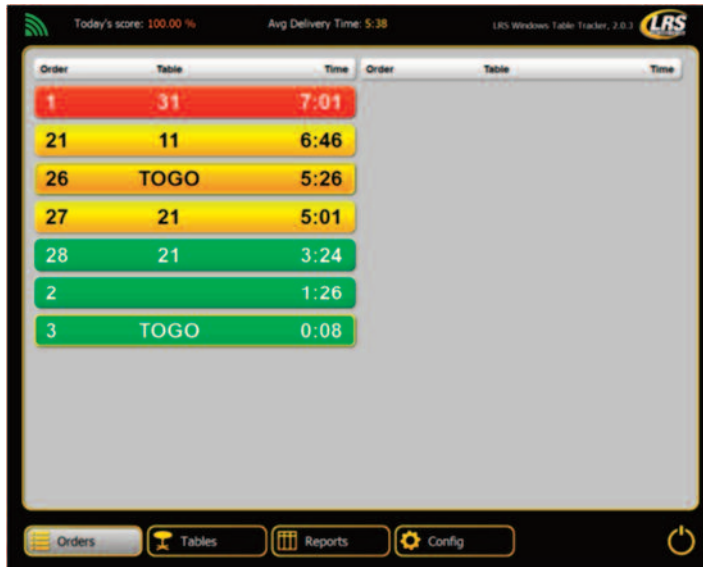 Today's score: 100.00 % Avg Delivery Time: 5:38 LRS Windows Table Tracker, 2.0.3 LRS
Order Table Time Order Table Time
1 31 7:01
21 11 6:46
26 TOGO 5:26
27 21 5:01
28 21 3:24
2 1:26
3 TOGO 0:08
Orders Tables Reports Config